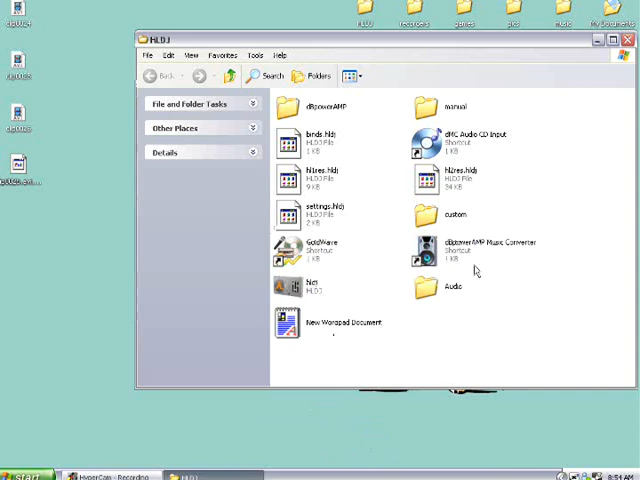 HLDJ
recorders
games
pics
music
My Documents
HLDJ
File Edit View Favorites Tools Help
Back Search Folders
File and Folder Tasks
Other Places
Details
dBpowerAMP
manual
binds.hldj
HLDJ File
1 KB
dMC Audio CD Input
Shortcut
1 KB
hl1res.hldj
HLDJ File
9 KB
hl2res.hldj
HLDJ File
34 KB
settings.hldj
HLDJ File
2 KB
custom
GoldWave
Shortcut
1 KB
dBpowerAMP Music Converter
Shortcut
1 KB
HLDJ
Audio
New Wordpad Document
start
HyperCam - Recording
HLDJ
8:54 AM